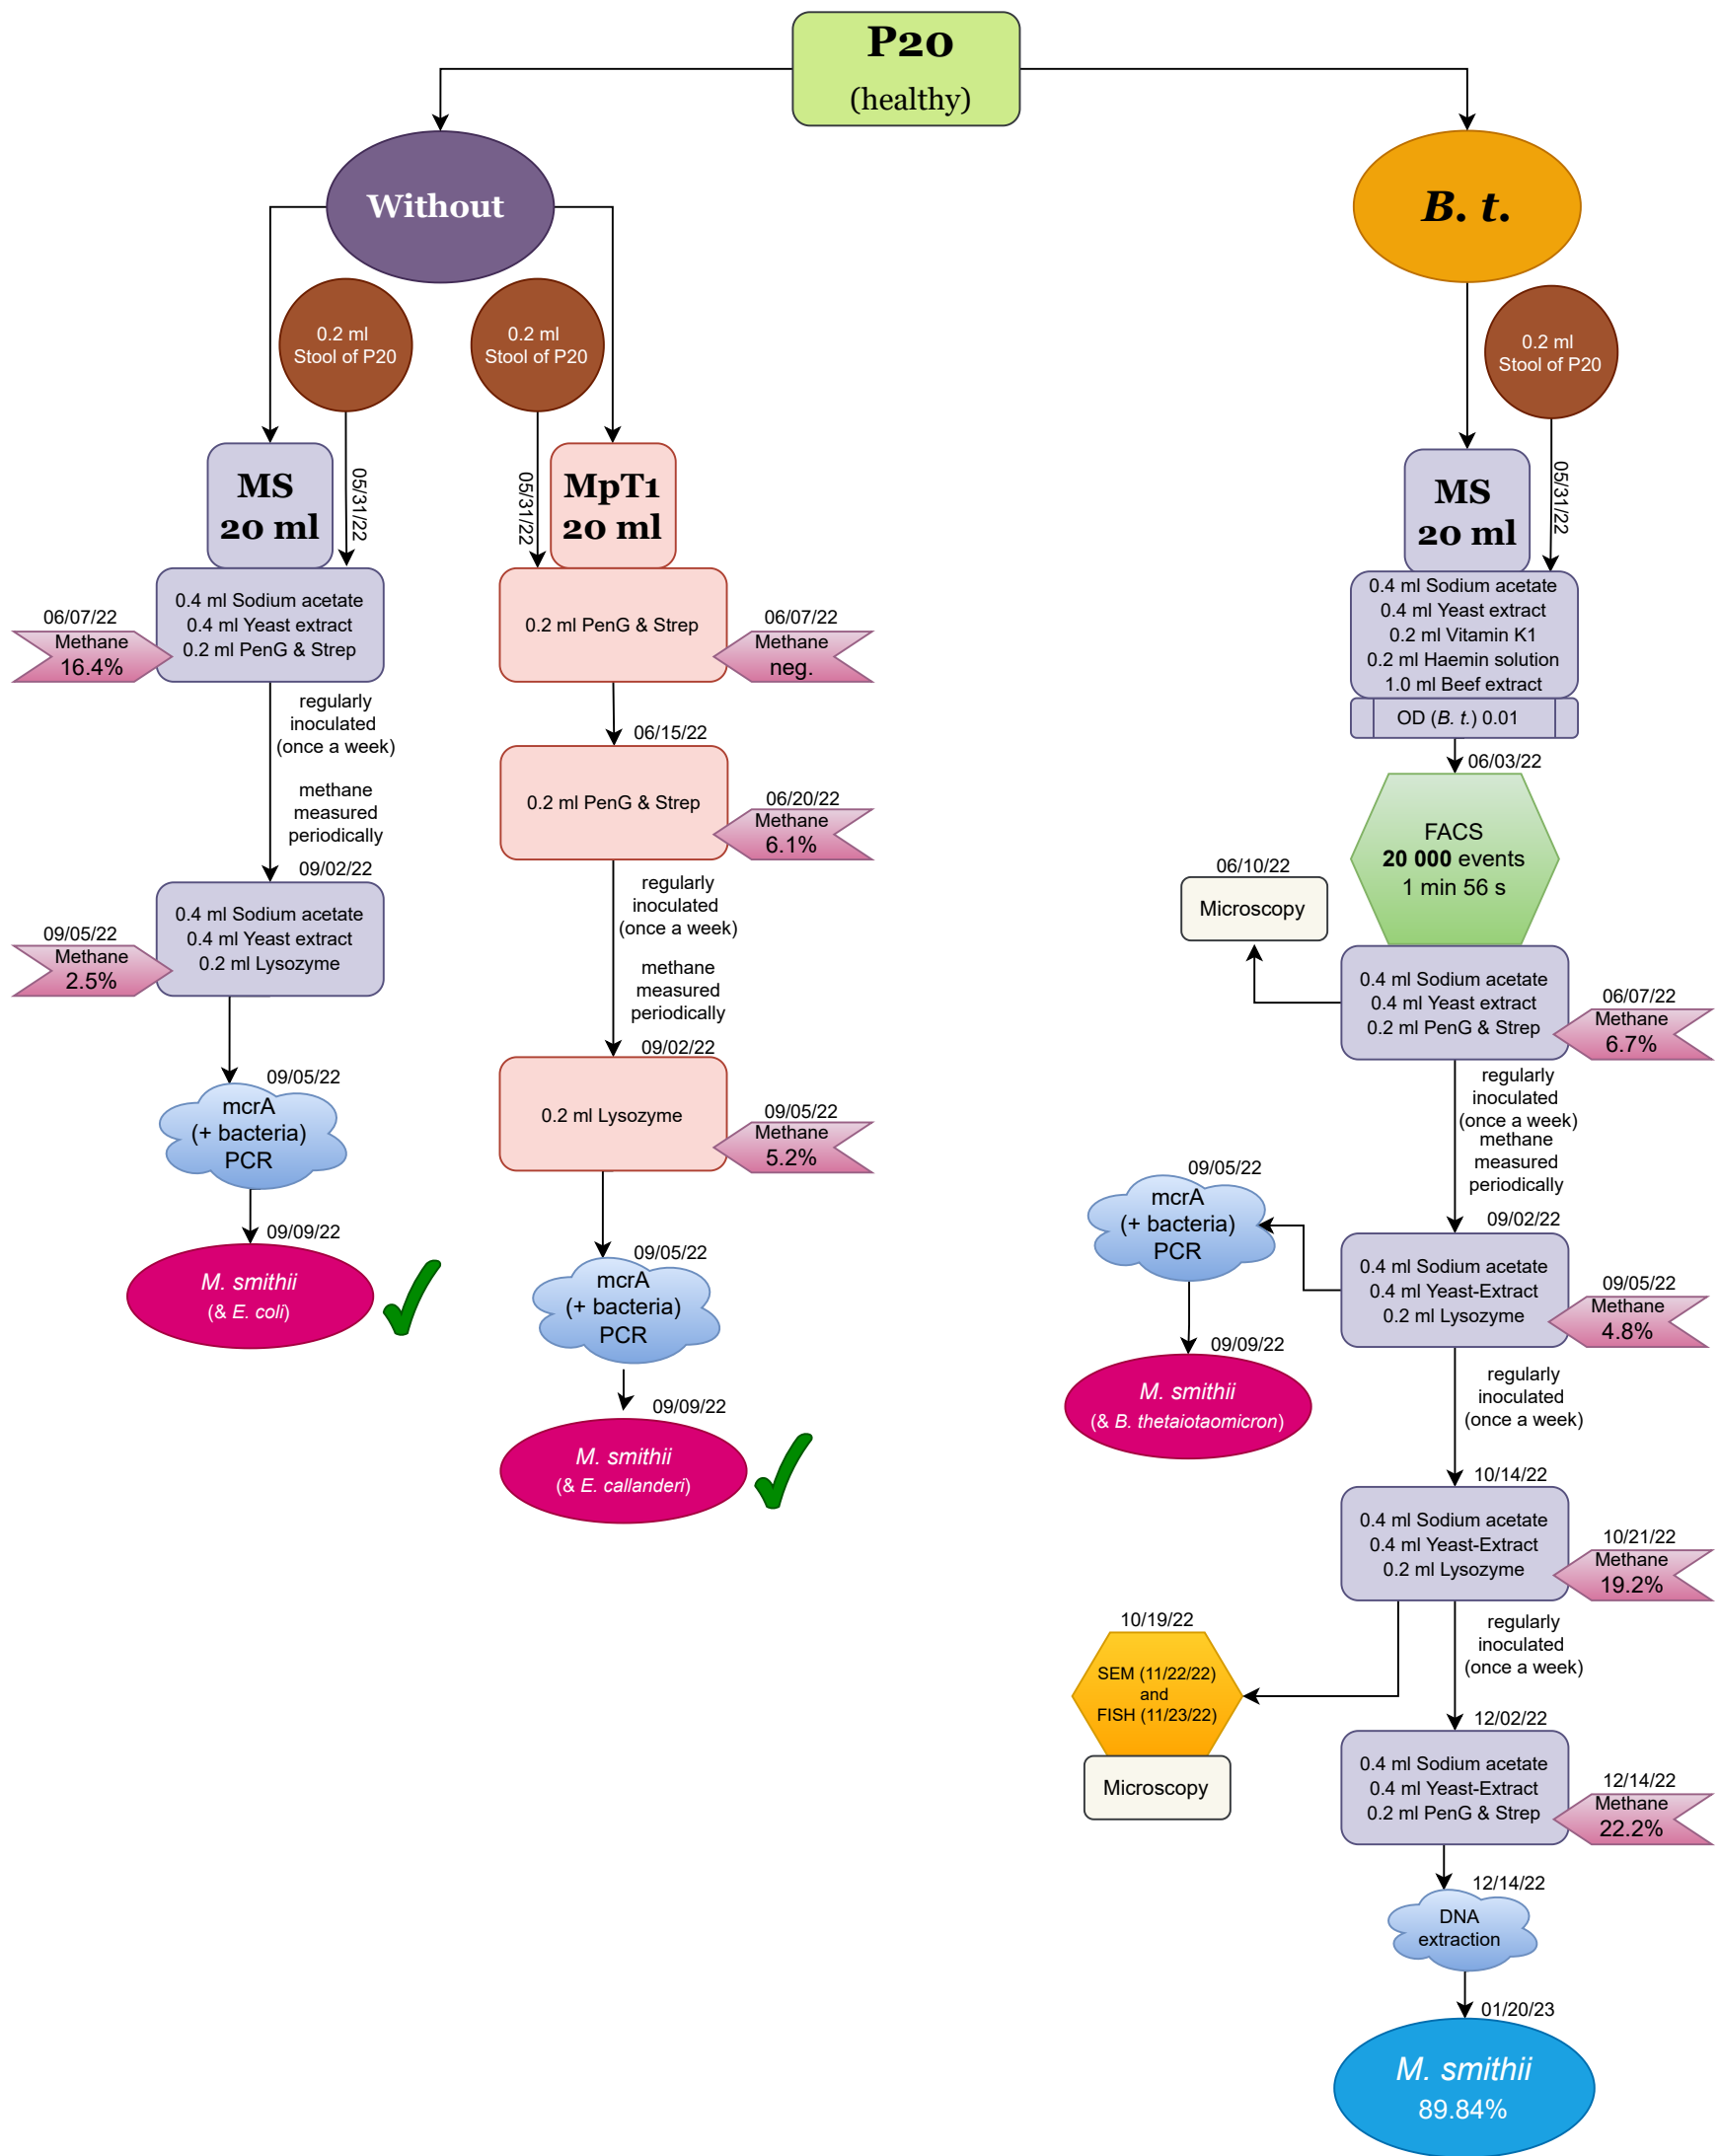 P20
(healthy)
Without
0.2 ml
Stool of P20
05/31/22
MS
20 ml
0.4 ml Sodium acetate
0.4 ml Yeast extract
0.2 ml PenG & Strep
06/07/22
Methane
16.4%
regularly
inoculated
(once a week)
methane
measured
periodically
09/02/22
0.4 ml Sodium acetate
0.4 ml Yeast extract
0.2 ml Lysozyme
09/05/22
Methane
2.5%
09/05/22
mcrA
(+ bacteria)
PCR
09/09/22
M. smithii
(& E. coli)
0.2 ml
Stool of P20
05/31/22
MpT1
20 ml
0.2 ml PenG & Strep
06/07/22
Methane
neg.
06/15/22
0.2 ml PenG & Strep
06/20/22
Methane
6.1%
regularly
inoculated
(once a week)
methane
measured
periodically
09/02/22
0.2 ml Lysozyme
09/05/22
Methane
5.2%
09/05/22
mcrA
(+ bacteria)
PCR
09/09/22
M. smithii
(& E. callanderi)
B. t.
0.2 ml
Stool of P20
05/31/22
MS
20 ml
0.4 ml Sodium acetate
0.4 ml Yeast extract
0.2 ml Vitamin K1
0.2 ml Haemin solution
1.0 ml Beef extract
OD (B. t.) 0.01
06/03/22
FACS
20 000 events
1 min 56 s
06/10/22
Microscopy
0.4 ml Sodium acetate
0.4 ml Yeast extract
0.2 ml PenG & Strep
06/07/22
Methane
6.7%
regularly
inoculated
(once a week)
methane
measured
periodically
09/02/22
0.4 ml Sodium acetate
0.4 ml Yeast-Extract
0.2 ml Lysozyme
09/05/22
Methane
4.8%
09/05/22
mcrA
(+ bacteria)
PCR
09/09/22
M. smithii
(& B. thetaiotaomicron)
regularly
inoculated
(once a week)
10/14/22
0.4 ml Sodium acetate
0.4 ml Yeast-Extract
0.2 ml Lysozyme
10/21/22
Methane
19.2%
10/19/22
SEM (11/22/22)
and
FISH (11/23/22)
Microscopy
regularly
inoculated
(once a week)
12/02/22
0.4 ml Sodium acetate
0.4 ml Yeast-Extract
0.2 ml PenG & Strep
12/14/22
Methane
22.2%
12/14/22
DNA
extraction
01/20/23
M. smithii
89.84%